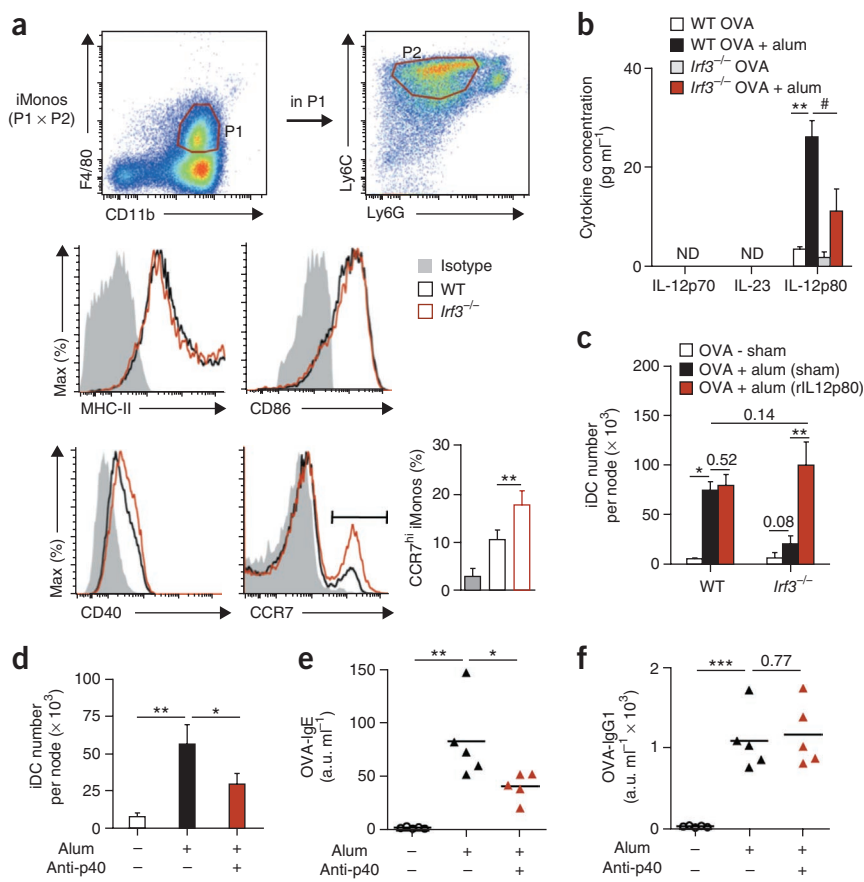 a
iMonos
(P1 × P2)
F4/80
CD11b
P1
in P1
P2
Ly6C
Ly6G
Max (%)
MHC-II
CD86
Isotype
WT
Irf3–/–
Max (%)
CD40
CCR7
CCR7hi iMonos (%)
30
20
10
0
**
b
WT OVA
WT OVA + alum
Irf3–/– OVA
Irf3–/– OVA + alum
Cytokine concentration
(pg ml–1)
40
20
0
ND
ND
**
#
IL-12p70
IL-23
IL-12p80
c
OVA - sham
OVA + alum (sham)
OVA + alum (rIL12p80)
iDC number
per node (× 103)
200
150
100
50
0
0.14
*
0.52
0.08
**
WT
Irf3–/–
d
iDC number
per node (× 103)
100
75
50
25
0
**
*
Alum – + +
Anti-p40 – – +
e
OVA-IgE
(a.u. ml–1)
150
100
50
0
**
*
Alum – + +
Anti-p40 – – +
f
OVA-IgG1
(a.u. ml–1 × 103)
2
1
0
***
0.77
Alum – + +
Anti-p40 – – +